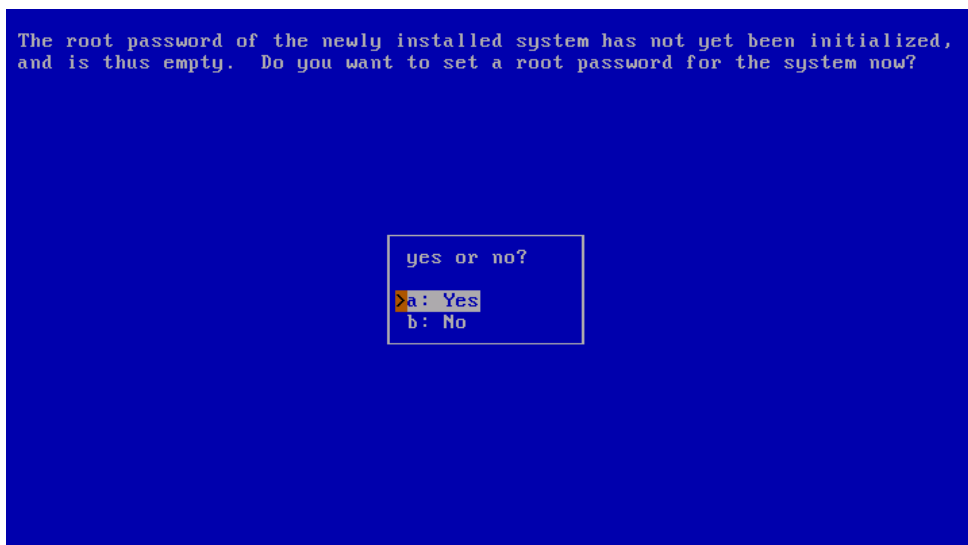 The root password of the newly installed system has not yet been initialized,
and is thus empty.  Do you want to set a root password for the system now?
yes or no?
>a: Yes
b: No